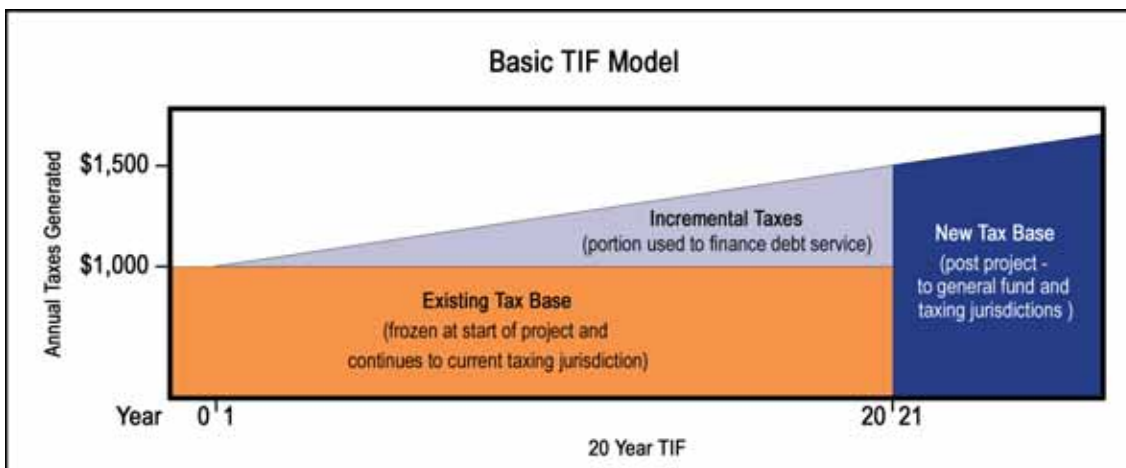 Basic TIF Model
Annual Taxes Generated
$1,500
$1,000
Incremental Taxes
(portion used to finance debt service)
New Tax Base
(post project -
to general fund and
taxing jurisdictions )
Existing Tax Base
(frozen at start of project and
continues to current taxing jurisdiction)
Year 0 1 20 21
20 Year TIF